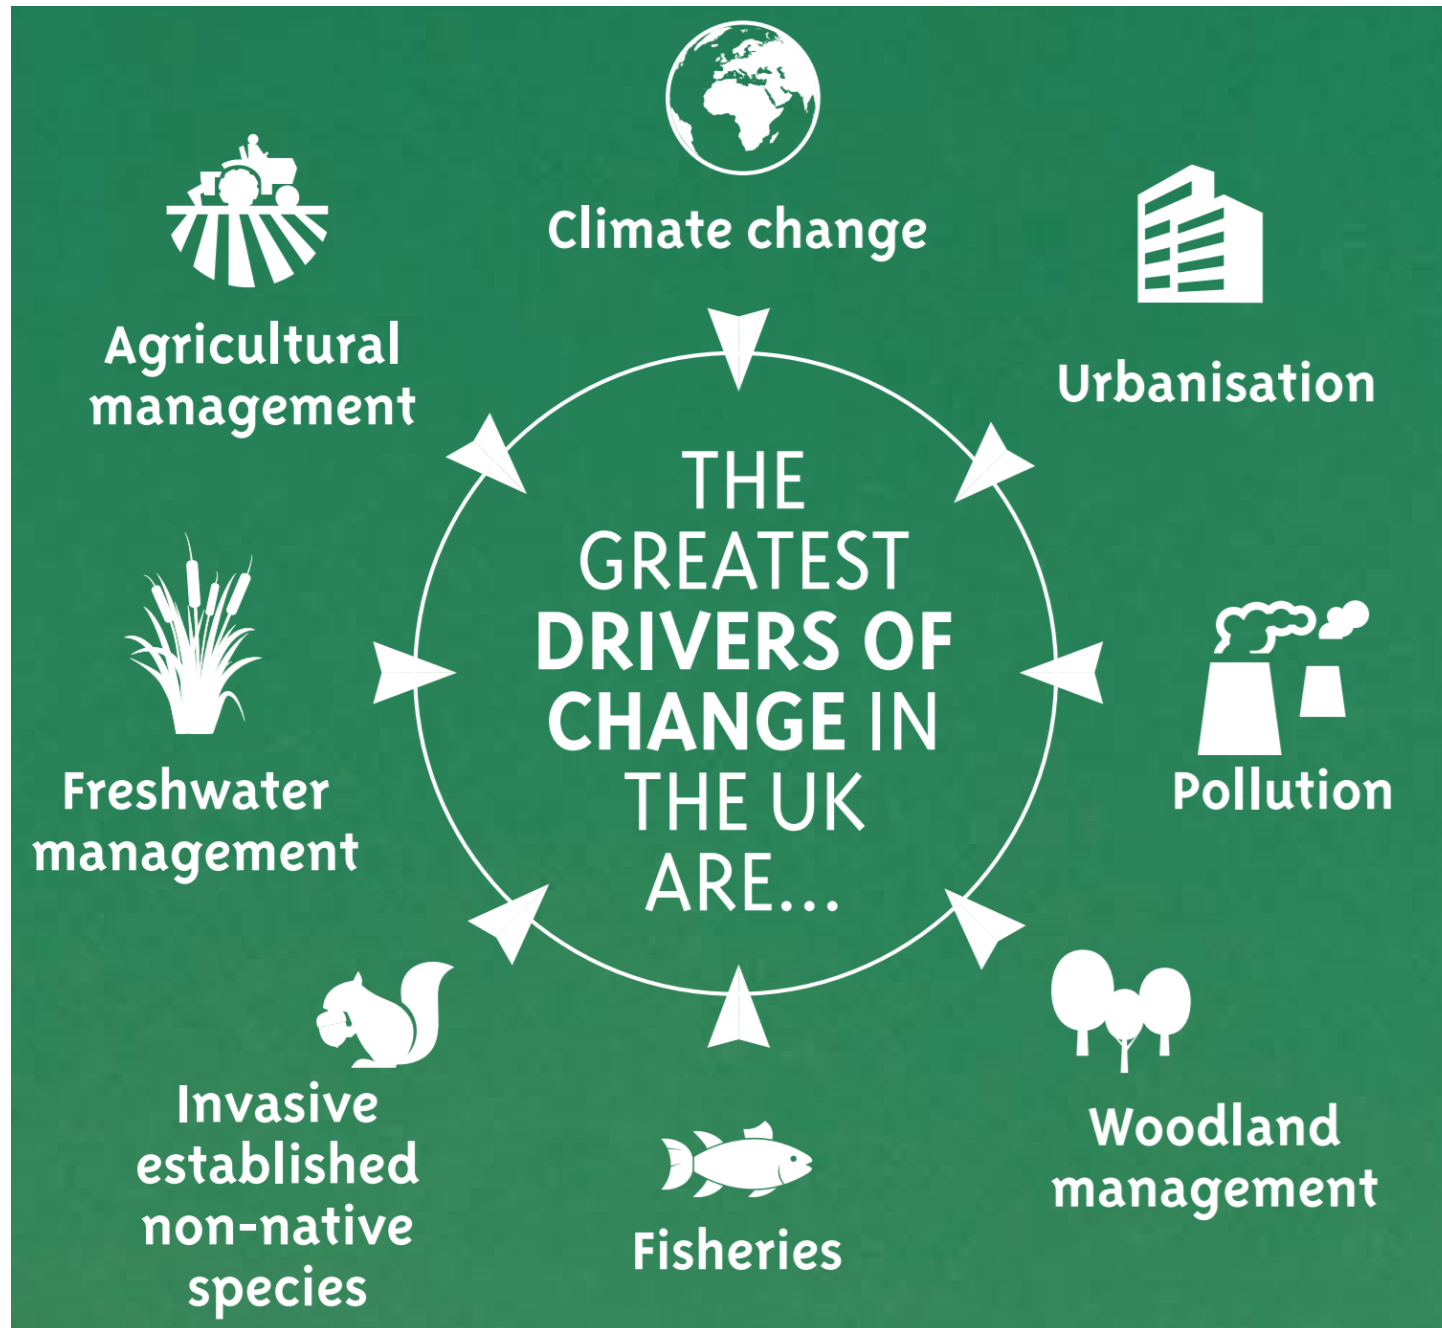 Climate change
Urbanisation
Agricultural
management
THE
GREATEST
DRIVERS OF
CHANGE IN
THE UK
ARE...
Freshwater
management
Pollution
Invasive
established
non-native
species
Fisheries
Woodland
management